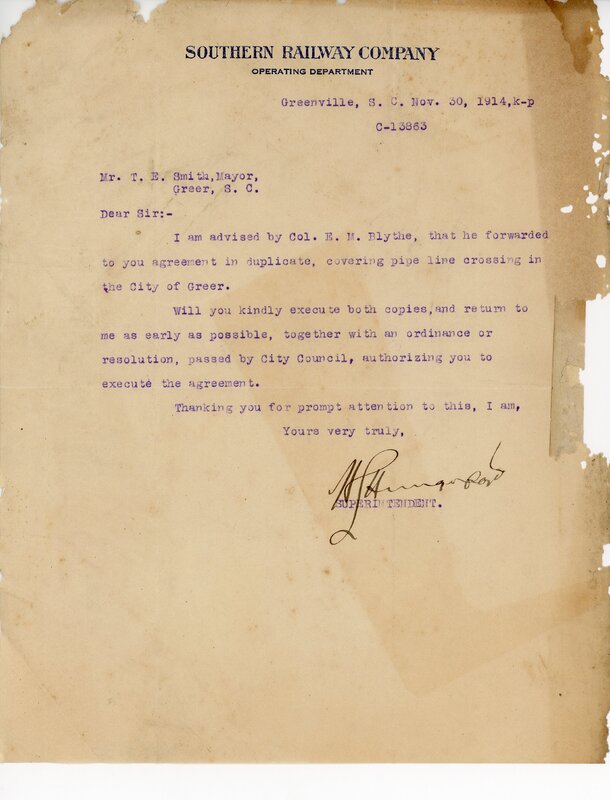 SOUTHERN RAILWAY COMPANY
OPERATING DEPARTMENT
Greenville, S. C. Nov. 30, 1914,k-p
C-13863
Mr. T. E. Smith,Mayor,
Greer, S. C.
Dear Sir:-
I am advised by Col. E. M. Blythe, that he forwarded
to you agreement in duplicate, covering pipe line crossing in
the City of Greer.
Will you kindly execute both copies,and return to
me as early as possible, together with an ordinance or
resolution, passed by City Council, authorizing you to
execute the agreement.
Thanking you for prompt attention to this, I am,
Yours very truly,
SUPERINTENDENT.